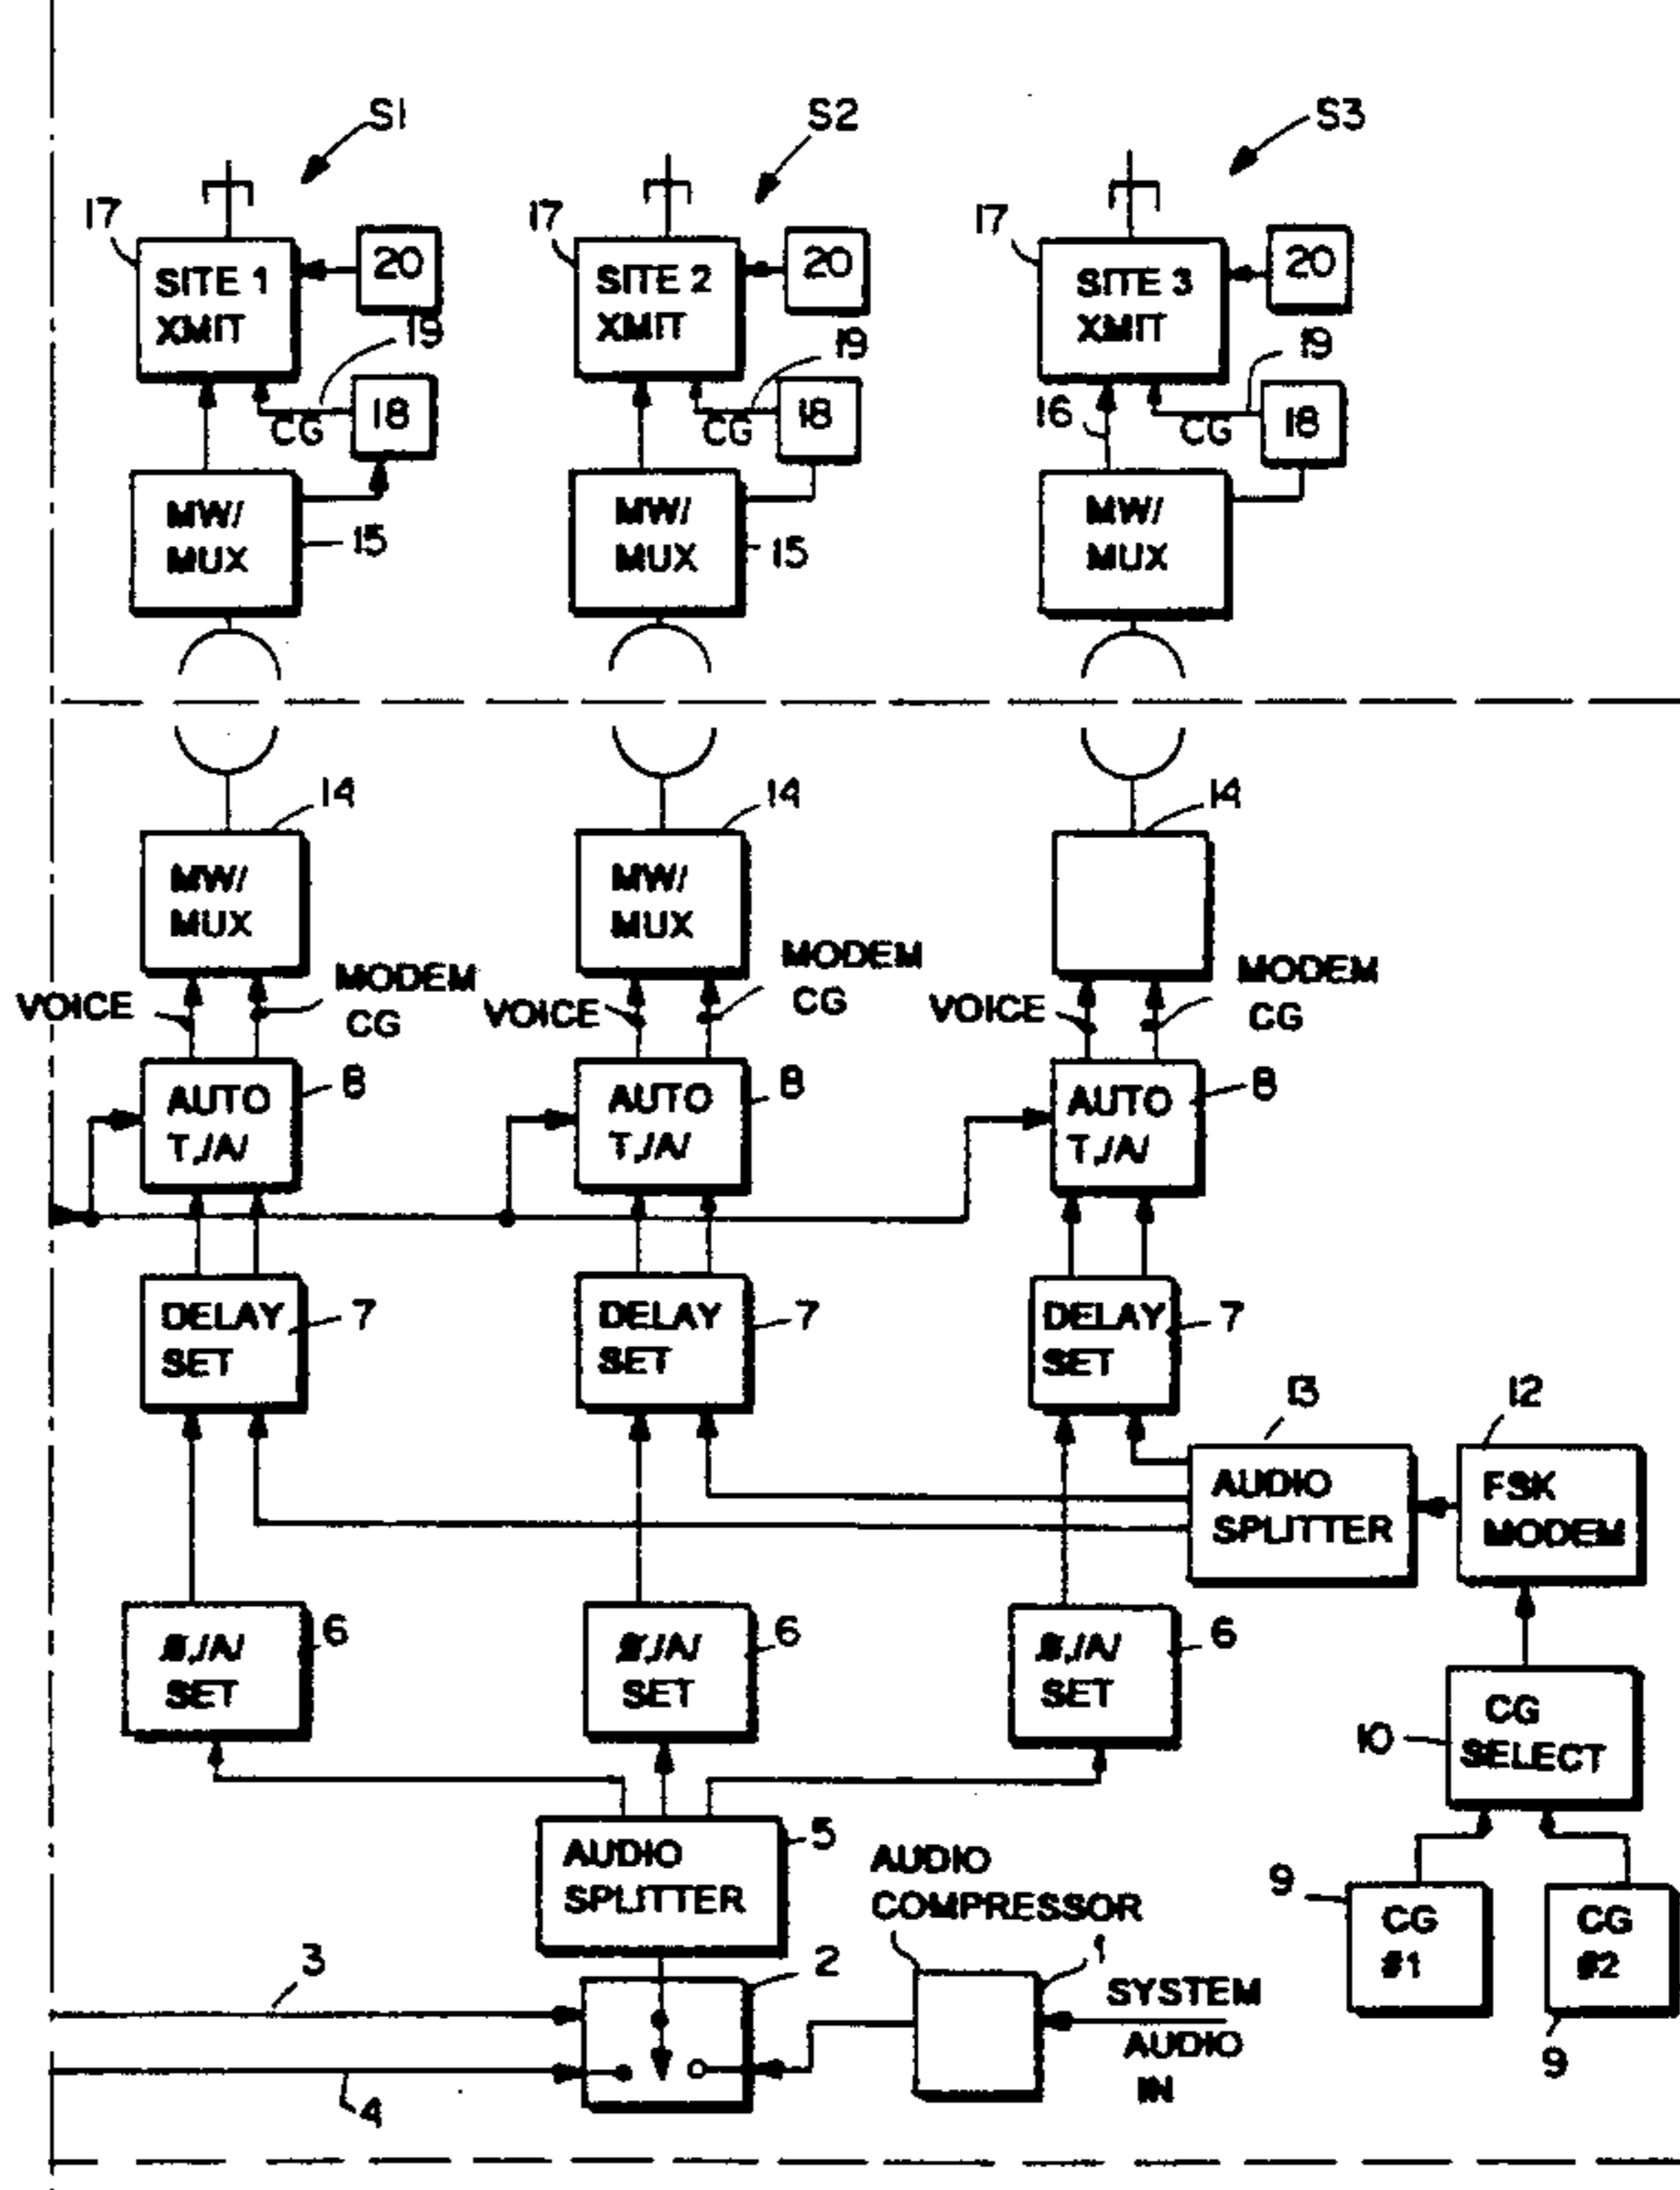 S1 S2 S3
17 17 17
20 20 20
SITE 1 SITE 2 SITE 3
XMIT XMIT XMIT
19 19 19
18 18 18
16
CG CG CG
MW/ MW/ MW/
MUX MUX MUX
15 15
14 14 14
MW/ MW/
MUX MUX
VOICE MODEM VOICE MODEM VOICE MODEM
CG CG CG
8 8 8
AUTO AUTO AUTO
T,/A/ T,/A/ T,/A/
DELAY 7 DELAY 7 DELAY 7
SET SET SET
13 12
AUDIO FSK
SPLITTER MODEM
6 6 6
Ø,/A/ Ø,/A/ Ø,/A/
SET SET SET
CG
10 SELECT
5
AUDIO AUDIO
SPLITTER COMPRESSOR
9 CG CG
#1 #2
3 2 1
SYSTEM
AUDIO
IN
9
4